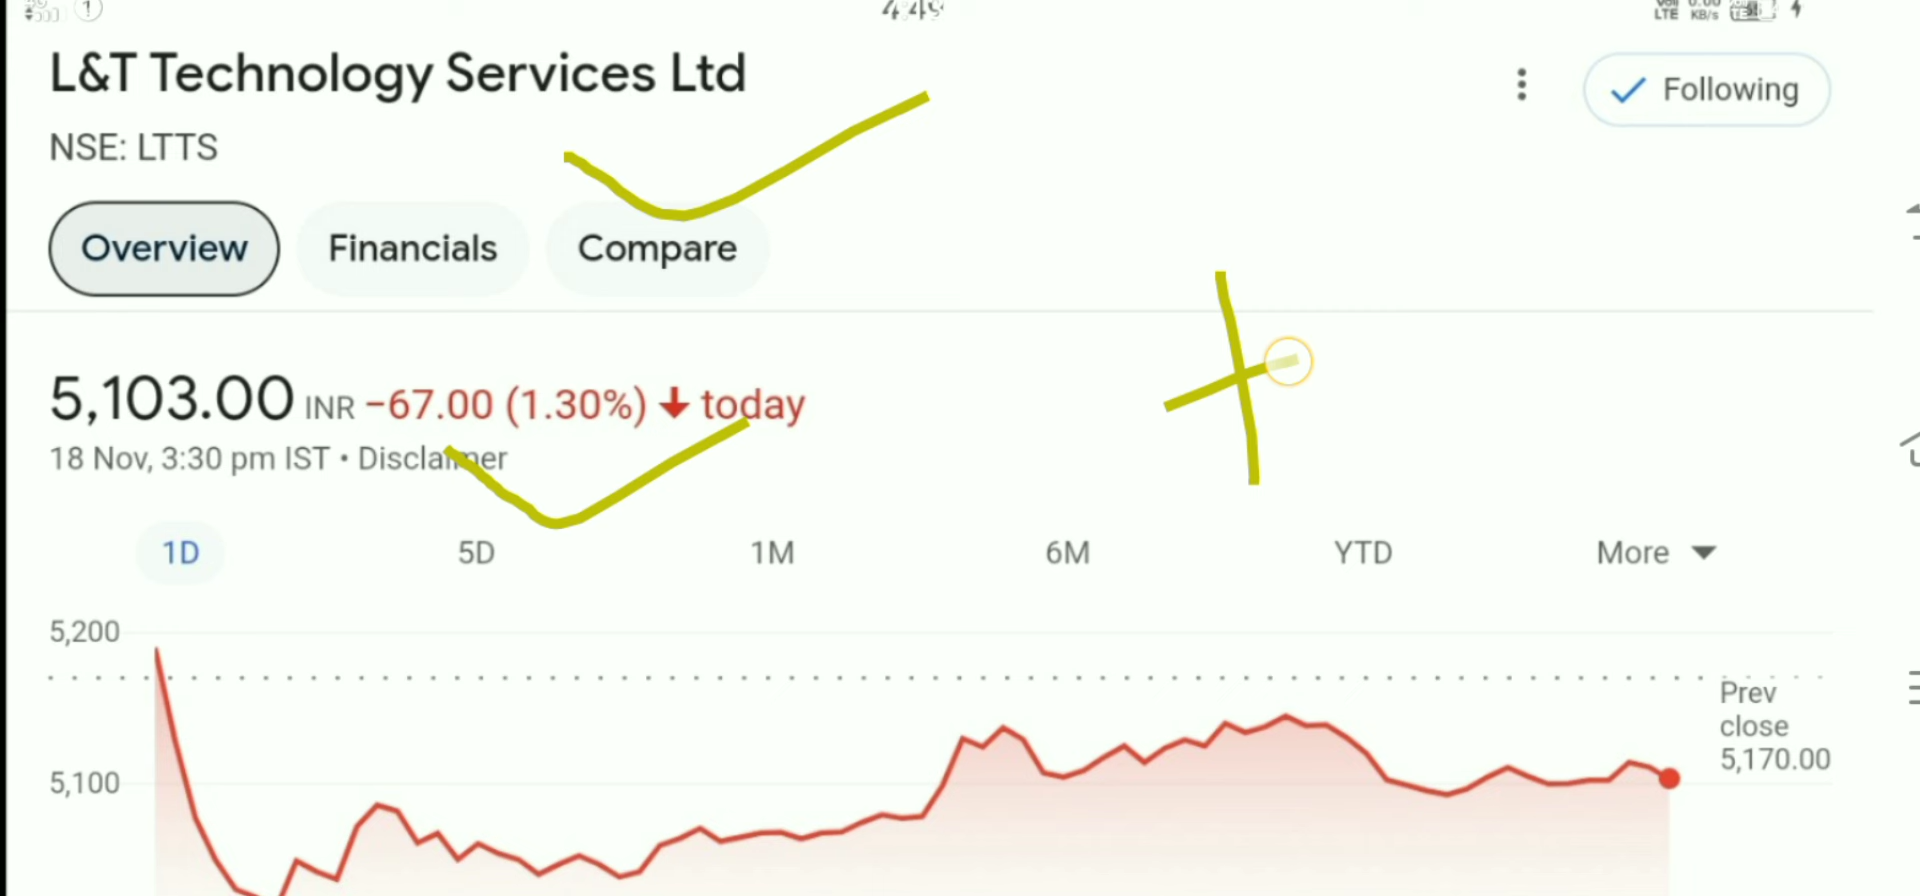 L&T Technology Services Ltd
Following
NSE: LTTS
Overview Financials Compare
5,103.00 INR −67.00 (1.30%) ↓ today
18 Nov, 3:30 pm IST • Disclaimer
1D 5D 1M 6M YTD More
5,200
Prev
close
5,170.00
5,100